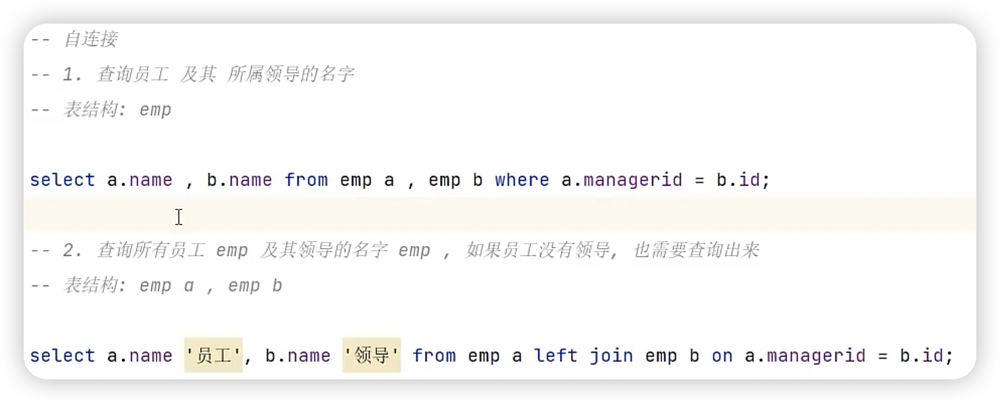 -- 自连接
-- 1. 查询员工 及其 所属领导的名字
-- 表结构: emp
select a.name , b.name from emp a , emp b where a.managerid = b.id;
-- 2. 查询所有员工 emp 及其领导的名字 emp , 如果员工没有领导, 也需要查询出来
-- 表结构: emp a , emp b
select a.name '员工', b.name '领导' from emp a left join emp b on a.managerid = b.id;